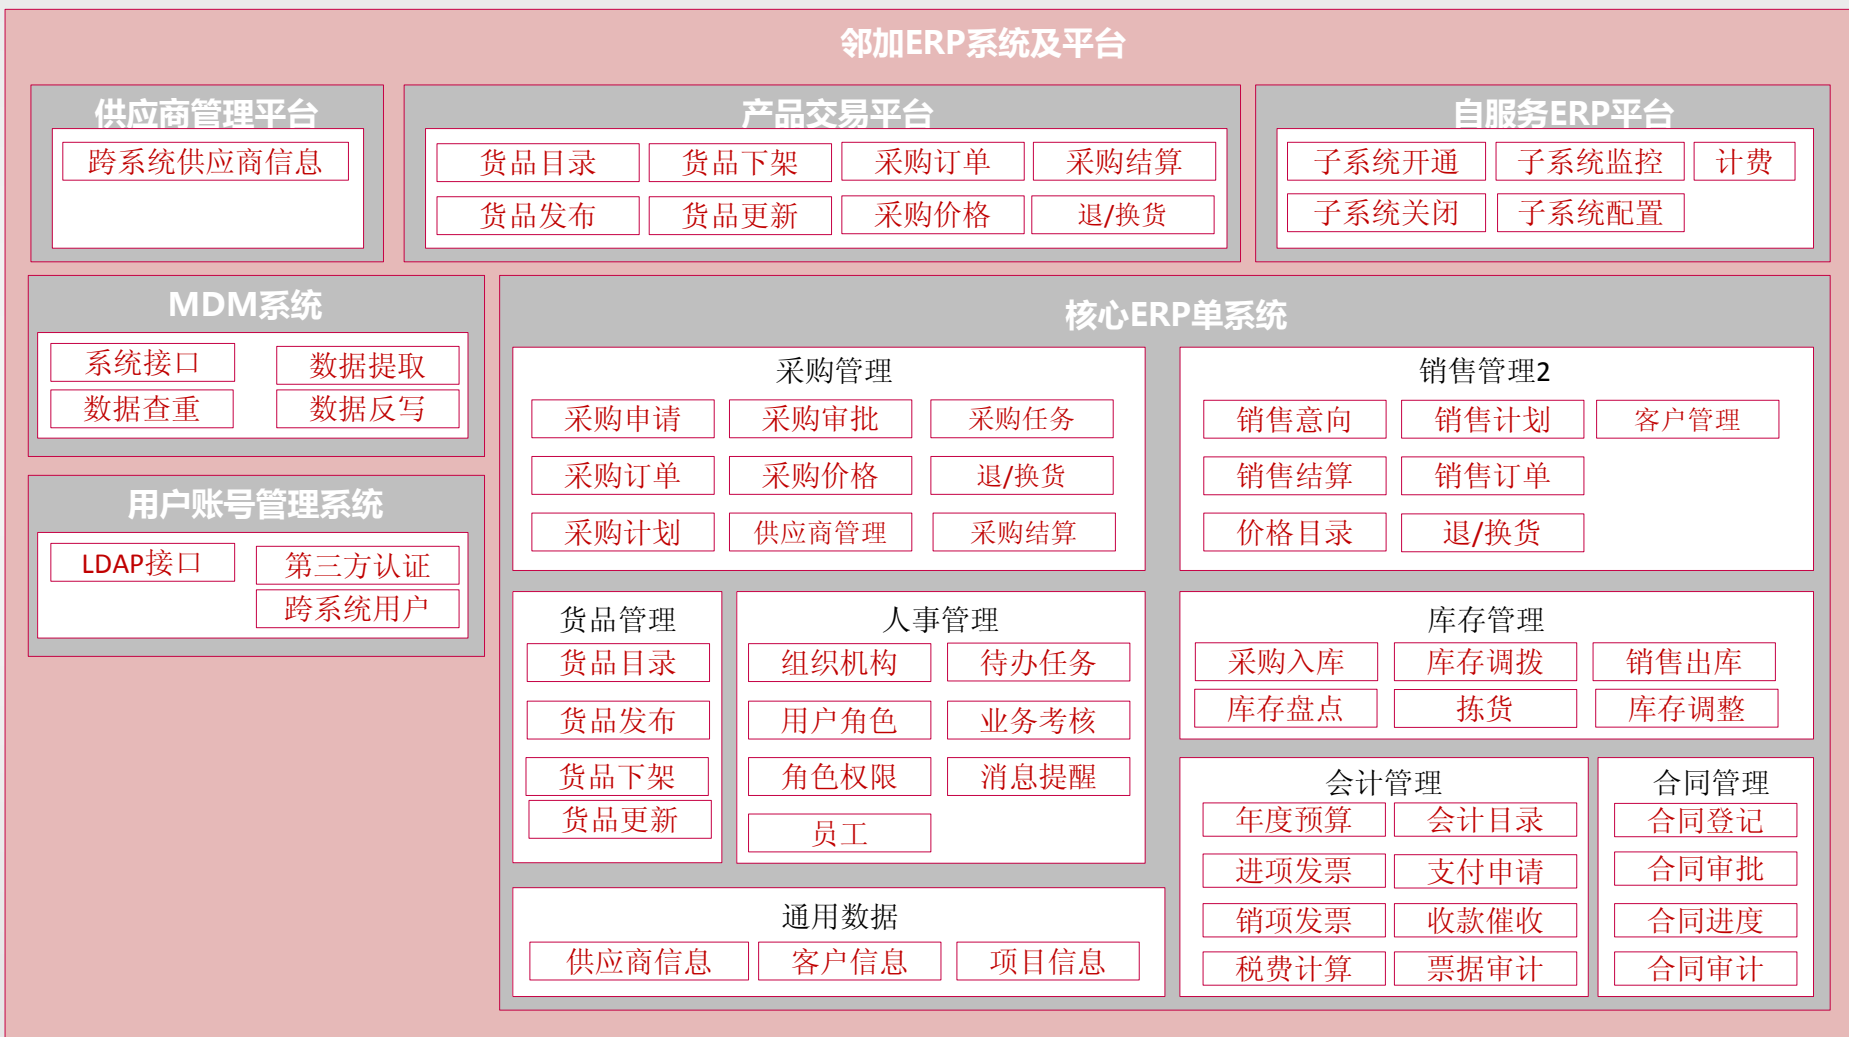 邻加ERP系统及平台
供应商管理平台
跨系统供应商信息
产品交易平台
货品目录 货品下架 采购订单 采购结算
货品发布 货品更新 采购价格 退/换货
自服务ERP平台
子系统开通 子系统监控 计费
子系统关闭 子系统配置
MDM系统
系统接口 数据提取
数据查重 数据反写
用户账号管理系统
LDAP接口 第三方认证
跨系统用户
核心ERP单系统
采购管理
采购申请 采购审批 采购任务
采购订单 采购价格 退/换货
采购计划 供应商管理 采购结算
销售管理2
销售意向 销售计划 客户管理
销售结算 销售订单
价格目录 退/换货
货品管理
货品目录
货品发布
货品下架
货品更新
人事管理
组织机构 待办任务
用户角色 业务考核
角色权限 消息提醒
员工
库存管理
采购入库 库存调拨 销售出库
库存盘点 拣货 库存调整
会计管理
年度预算 会计目录
进项发票 支付申请
销项发票 收款催收
税费计算 票据审计
合同管理
合同登记
合同审批
合同进度
合同审计
通用数据
供应商信息 客户信息 项目信息